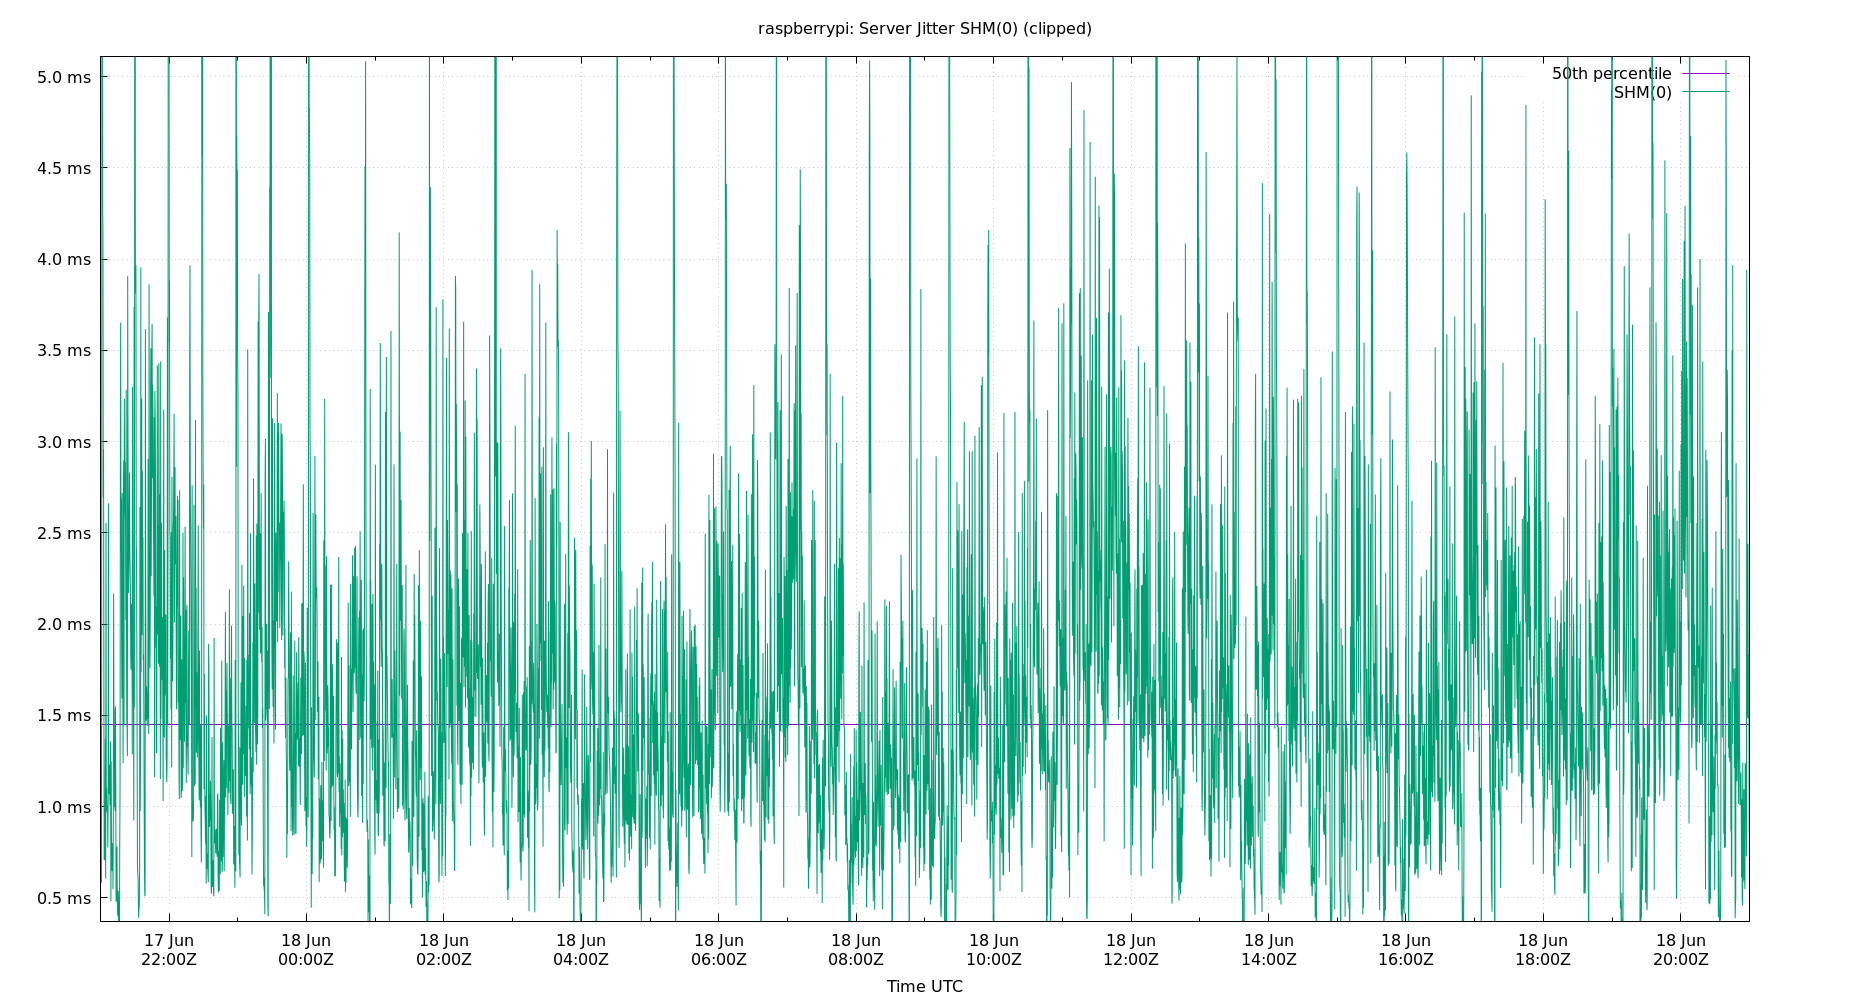 raspberrypi: Server Jitter SHM(0) (clipped)
50th percentile
SHM(0)
5.0 ms
4.5 ms
4.0 ms
3.5 ms
3.0 ms
2.5 ms
2.0 ms
1.5 ms
1.0 ms
0.5 ms
17 Jun 18 Jun 18 Jun 18 Jun 18 Jun 18 Jun 18 Jun 18 Jun 18 Jun 18 Jun 18 Jun 18 Jun
22:00Z 00:00Z 02:00Z 04:00Z 06:00Z 08:00Z 10:00Z 12:00Z 14:00Z 16:00Z 18:00Z 20:00Z
Time UTC